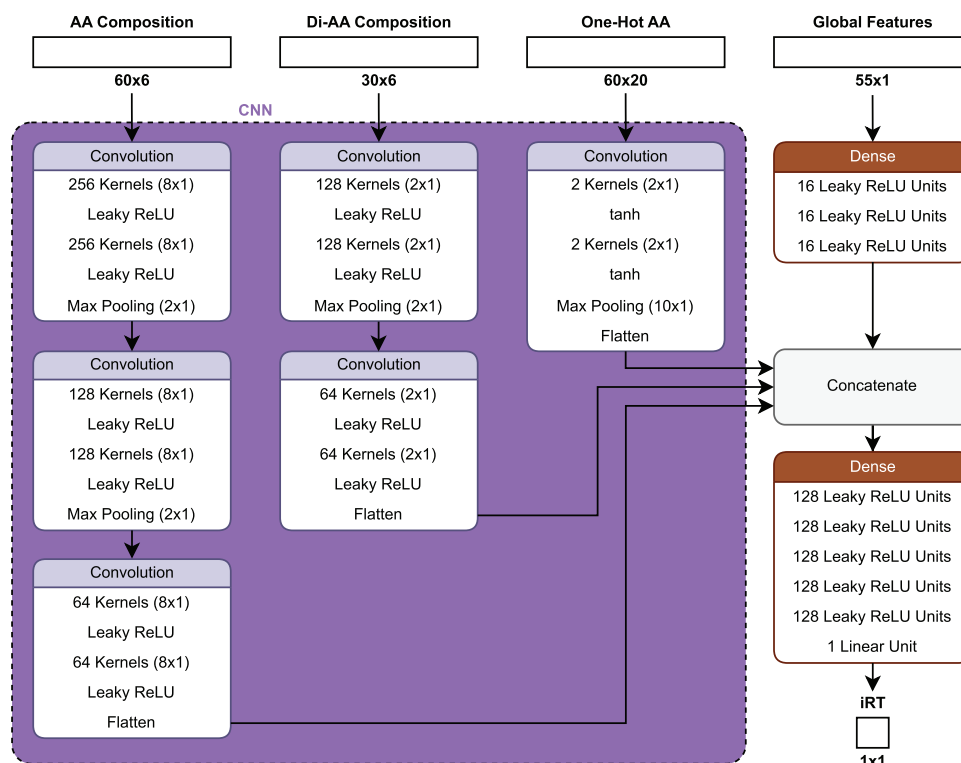 AA Composition
60x6
Di-AA Composition
30x6
One-Hot AA
60x20
Global Features
55x1
CNN
Convolution
256 Kernels (8x1)
Leaky ReLU
256 Kernels (8x1)
Leaky ReLU
Max Pooling (2x1)
Convolution
128 Kernels (8x1)
Leaky ReLU
128 Kernels (8x1)
Leaky ReLU
Max Pooling (2x1)
Convolution
64 Kernels (8x1)
Leaky ReLU
64 Kernels (8x1)
Leaky ReLU
Flatten
Convolution
128 Kernels (2x1)
Leaky ReLU
128 Kernels (2x1)
Leaky ReLU
Max Pooling (2x1)
Convolution
64 Kernels (2x1)
Leaky ReLU
64 Kernels (2x1)
Leaky ReLU
Flatten
Convolution
2 Kernels (2x1)
tanh
2 Kernels (2x1)
tanh
Max Pooling (10x1)
Flatten
Dense
16 Leaky ReLU Units
16 Leaky ReLU Units
16 Leaky ReLU Units
Concatenate
Dense
128 Leaky ReLU Units
128 Leaky ReLU Units
128 Leaky ReLU Units
128 Leaky ReLU Units
128 Leaky ReLU Units
1 Linear Unit
iRT
1x1